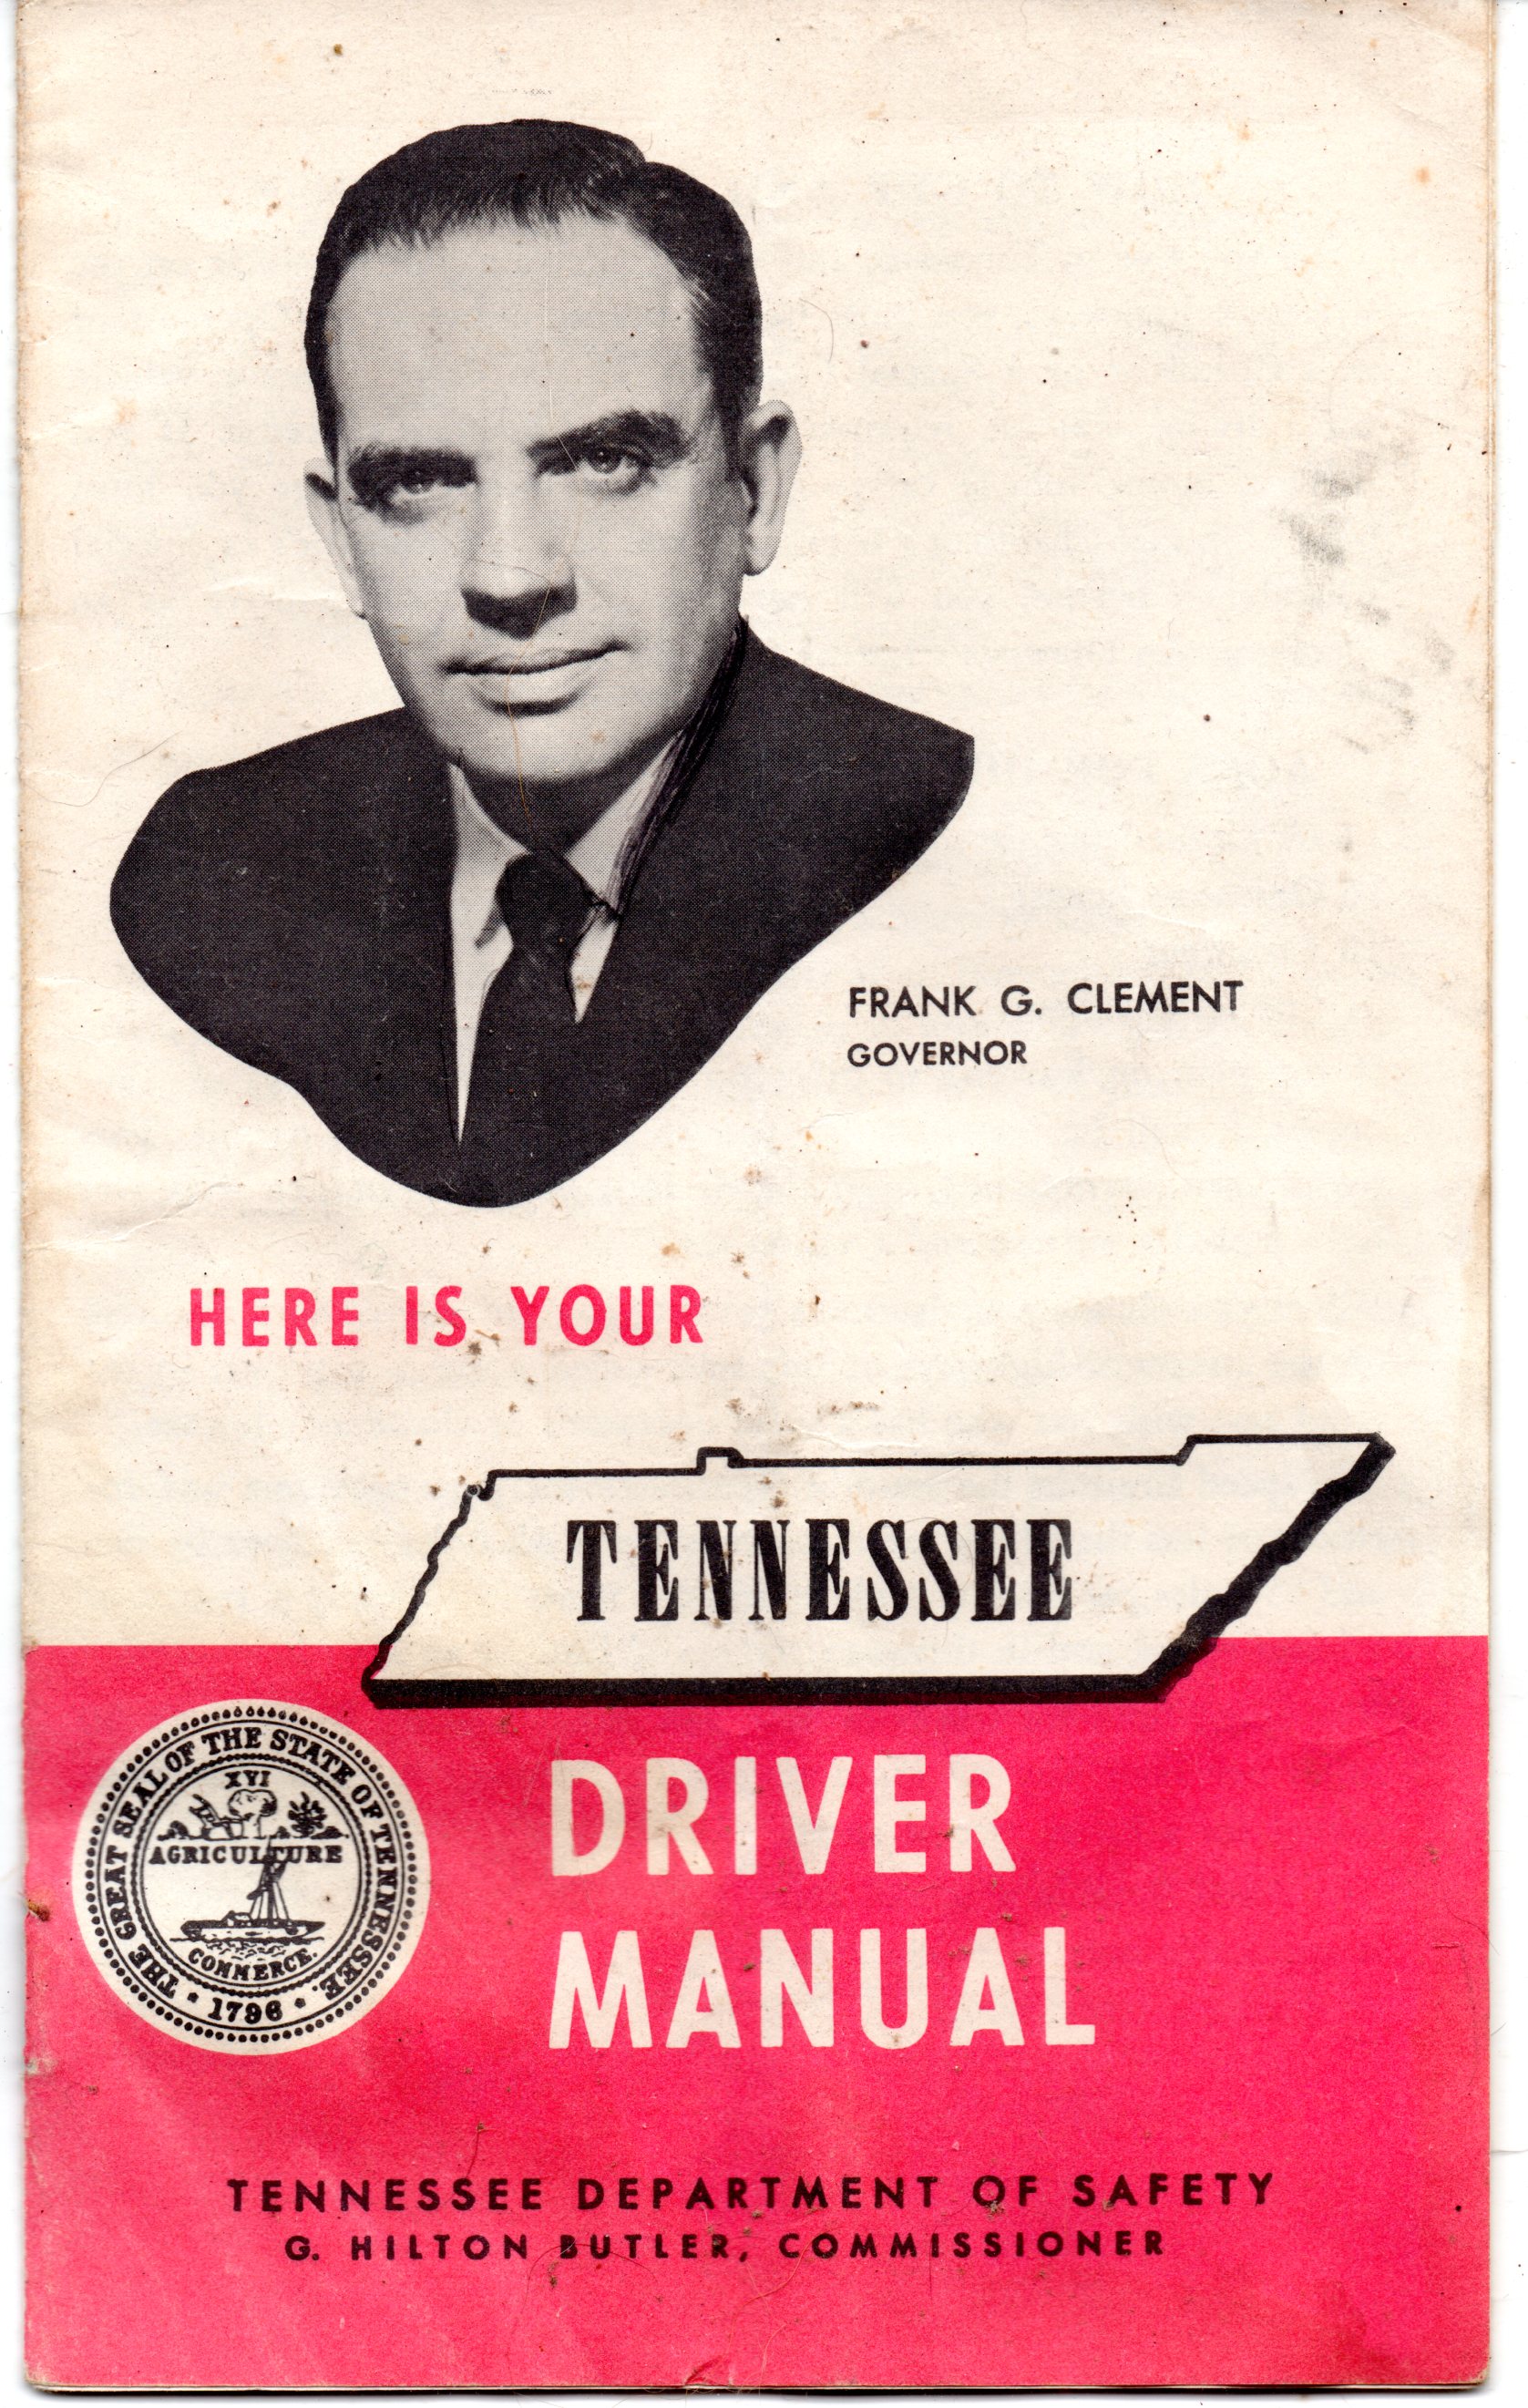 FRANK G. CLEMENT
GOVERNOR
HERE IS YOUR
TENNESSEE
DRIVER
MANUAL
THE GREAT SEAL OF THE STATE OF TENNESSEE.
XVI
AGRICULTURE
COMMERCE.
* 1796 *
TENNESSEE DEPARTMENT OF SAFETY
G. HILTON BUTLER, COMMISSIONER